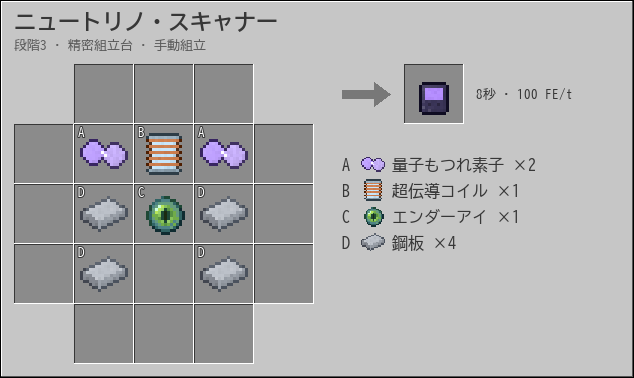 ニュートリノ・スキャナー
段階3 · 精密組立台 · 手動組立
8秒 · 100 FE/t
A B A
D C D
D D
A 量子もつれ素子 ×2
B 超伝導コイル ×1
C エンダーアイ ×1
D 鋼板 ×4